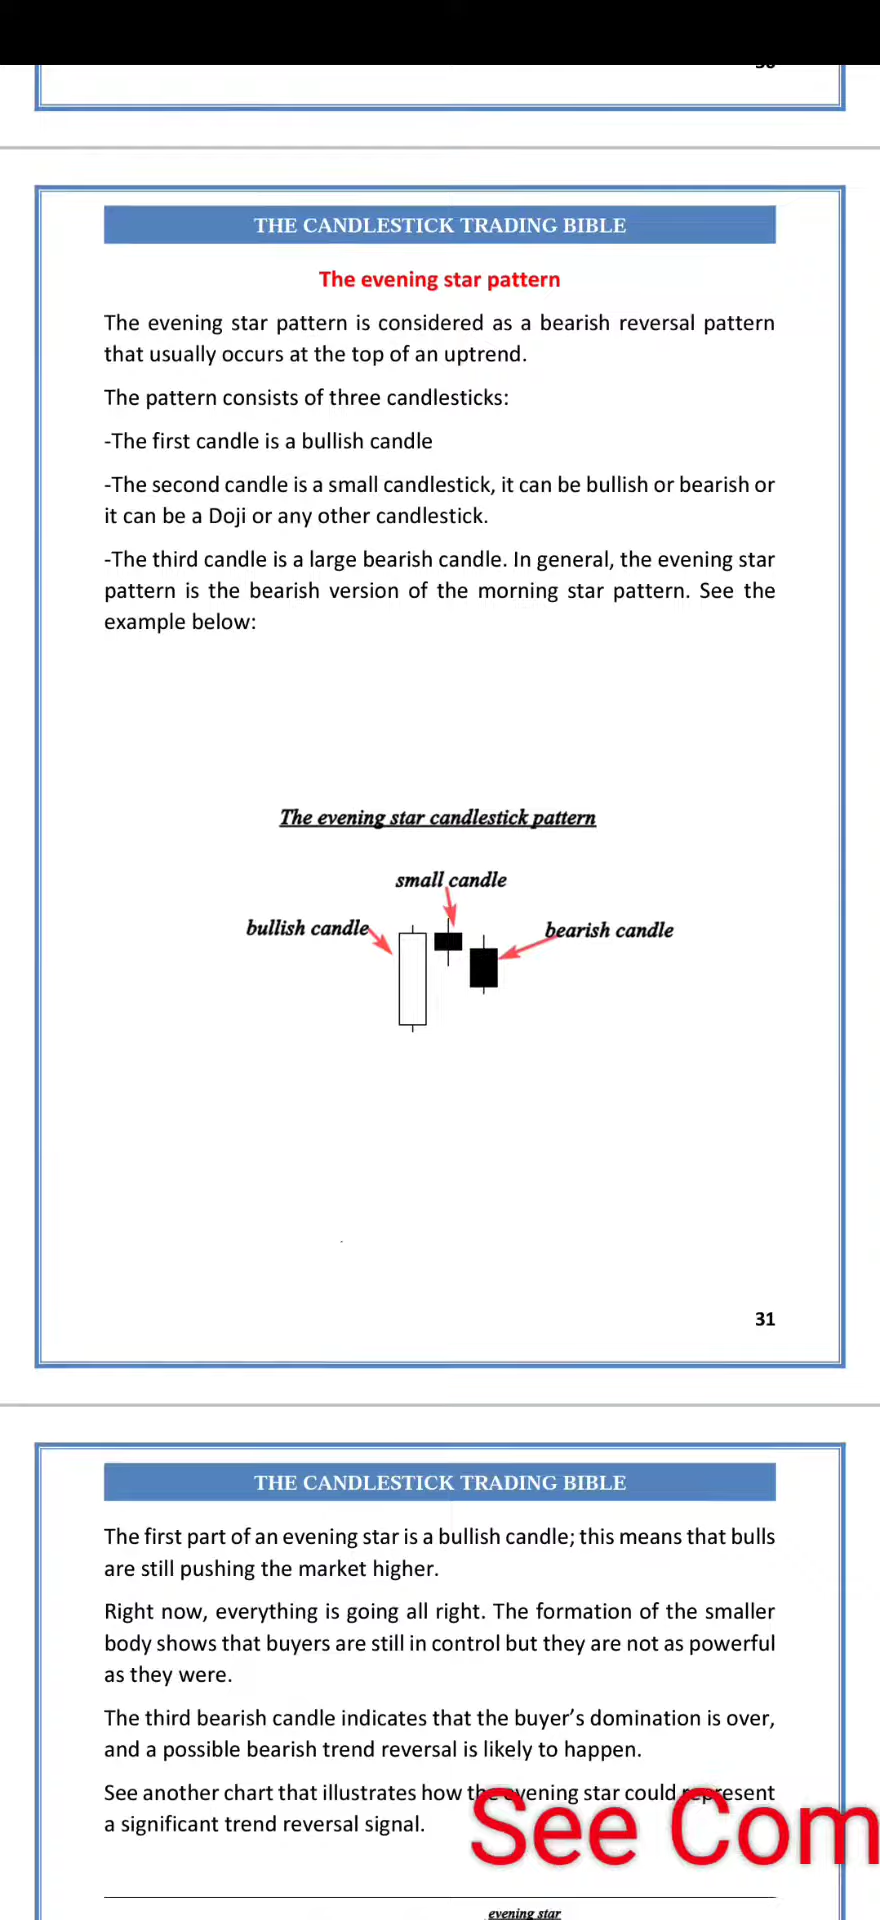 THE CANDLESTICK TRADING BIBLE
The evening star pattern
The evening star pattern is considered as a bearish reversal pattern
that usually occurs at the top of an uptrend.
The pattern consists of three candlesticks:
-The first candle is a bullish candle
-The second candle is a small candlestick, it can be bullish or bearish or
it can be a Doji or any other candlestick.
-The third candle is a large bearish candle. In general, the evening star
pattern is the bearish version of the morning star pattern. See the
example below:
The evening star candlestick pattern
small candle
bullish candle
bearish candle
31
THE CANDLESTICK TRADING BIBLE
The first part of an evening star is a bullish candle; this means that bulls
are still pushing the market higher.
Right now, everything is going all right. The formation of the smaller
body shows that buyers are still in control but they are not as powerful
as they were.
The third bearish candle indicates that the buyer’s domination is over,
and a possible bearish trend reversal is likely to happen.
See another chart that illustrates how the evening star could represent
a significant trend reversal signal.
See Com
evening star